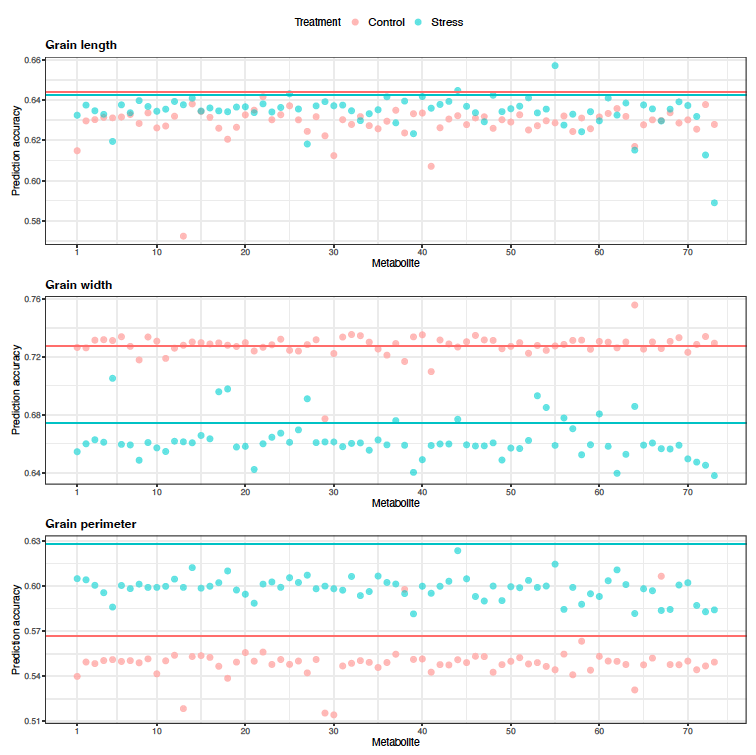 Treatment Control Stress
Grain length
Prediction accuracy
0.66
0.64
0.62
0.60
0.58
1 10 20 30 40 50 60 70
Metabolite
Grain width
Prediction accuracy
0.76
0.72
0.68
0.64
1 10 20 30 40 50 60 70
Metabolite
Grain perimeter
Prediction accuracy
0.63
0.60
0.57
0.54
0.51
1 10 20 30 40 50 60 70
Metabolite